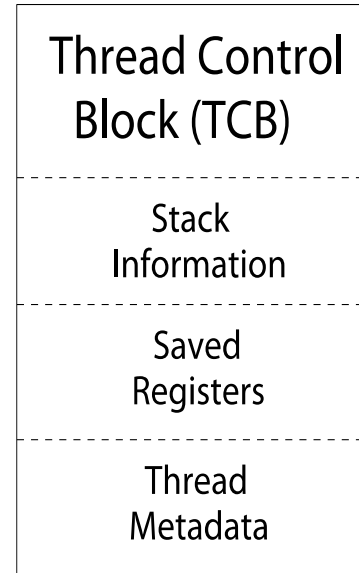 Thread Control
Block (TCB)
Stack
Information
Saved
Registers
Thread
Metadata